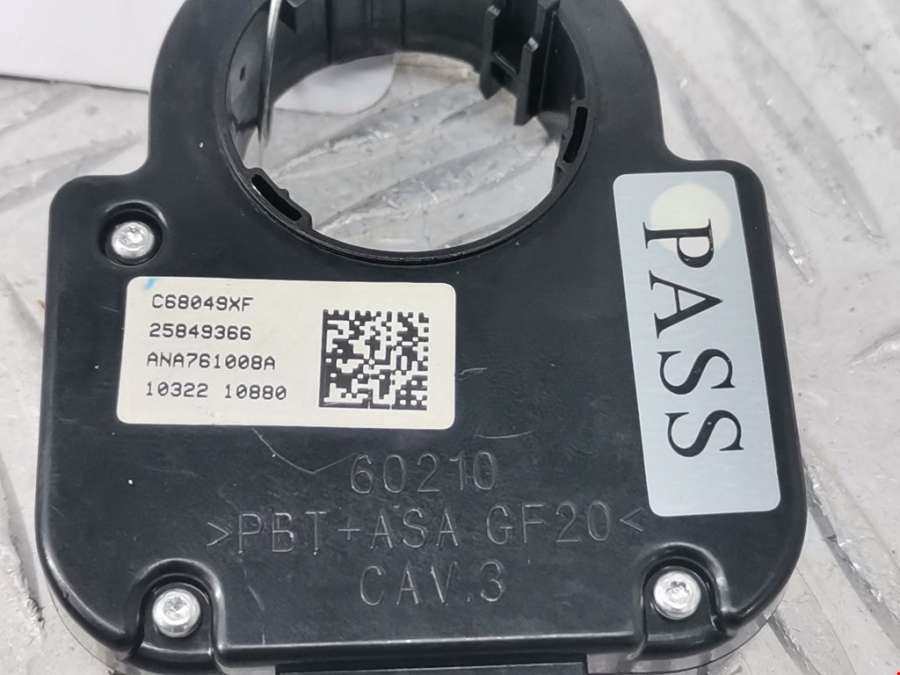 C68049XF
25849366
ANA761008A
10322 10880
PASS
60210
>PBT+ASA GF20<
CAV.3